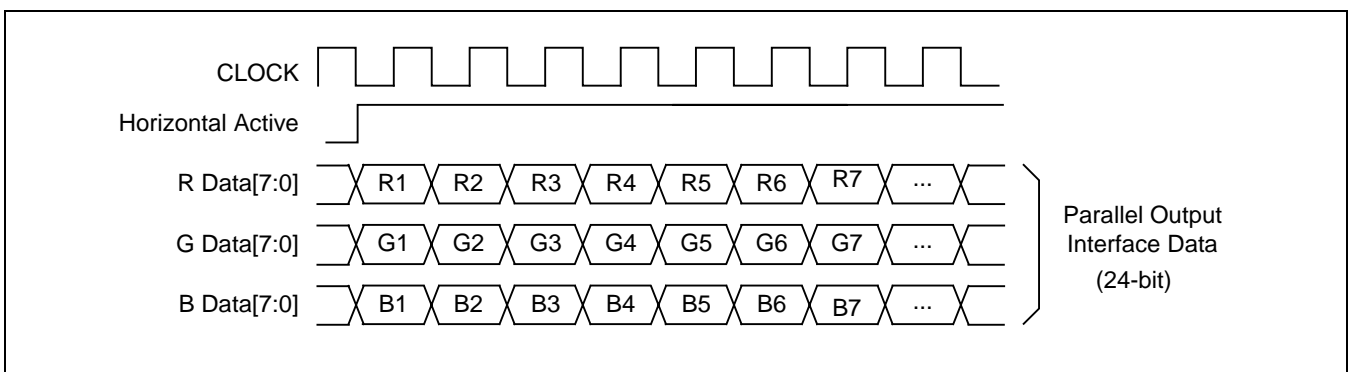 CLOCK
Horizontal Active
R Data[7:0] R1 R2 R3 R4 R5 R6 R7 ...
G Data[7:0] G1 G2 G3 G4 G5 G6 G7 ...
B Data[7:0] B1 B2 B3 B4 B5 B6 B7 ...
Parallel Output
Interface Data
(24-bit)